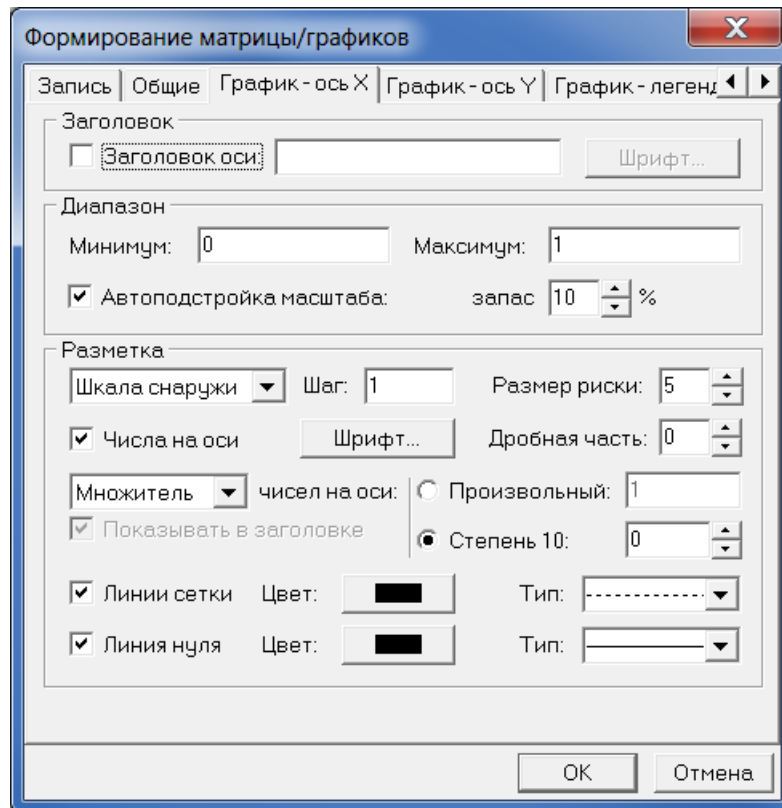 Формирование матрицы/графиков
Запись Общие График - ось X График - ось Y График - легенд
Заголовок
Заголовок оси: Шрифт...
Диапазон
Минимум: 0 Максимум: 1
Автоподстройка масштаба: запас 10 %
Разметка
Шкала снаружи Шаг: 1 Размер риски: 5
Числа на оси Шрифт... Дробная часть: 0
Множитель чисел на оси: Произвольный: 1
Показывать в заголовке Степень 10: 0
Линии сетки Цвет: Тип:
Линия нуля Цвет: Тип:
OK Отмена